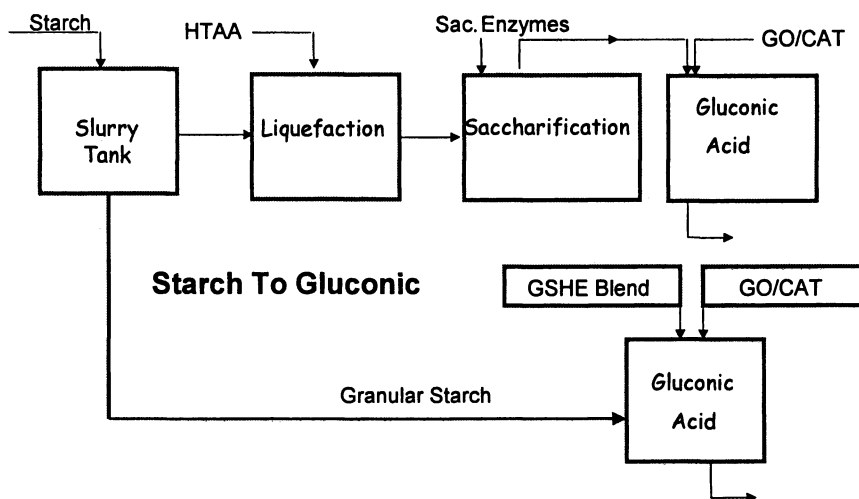 Starch
HTAA
Sac. Enzymes
GO/CAT
Slurry
Tank
Liquefaction
Saccharification
Gluconic
Acid
Starch To Gluconic
GSHE Blend
GO/CAT
Granular Starch
Gluconic
Acid